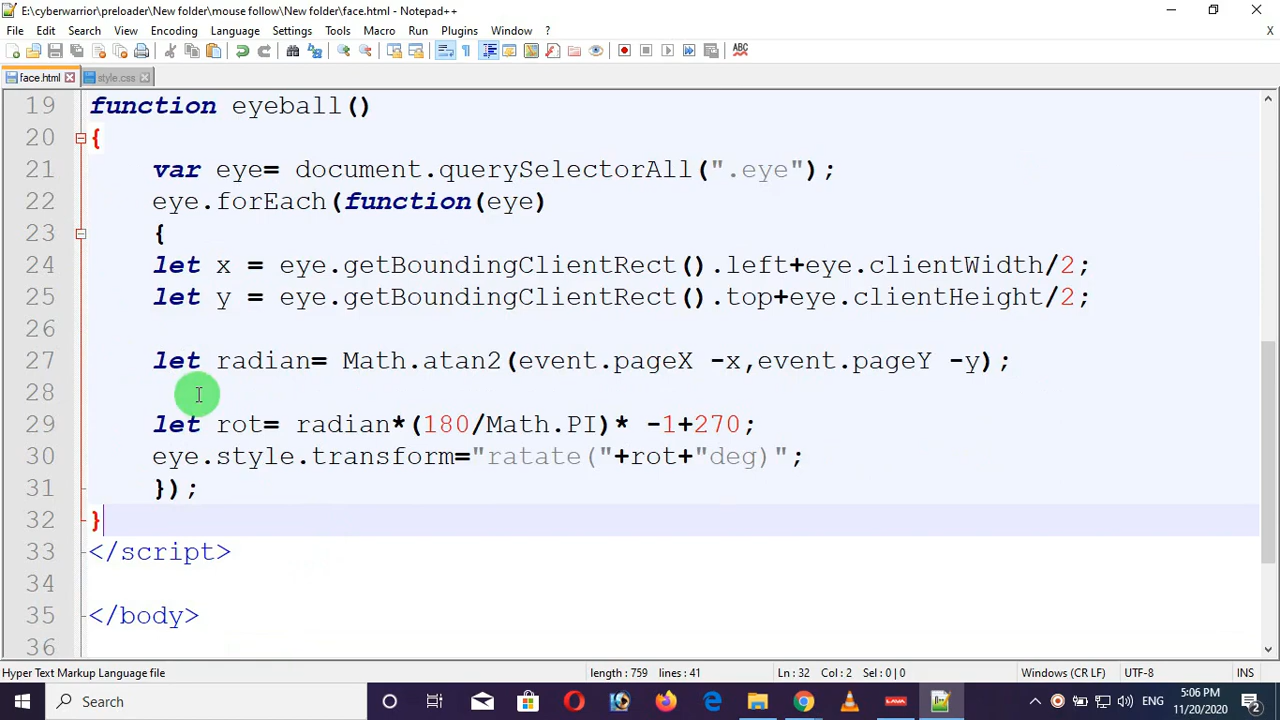 E:\cyberwarrior\preloader\New folder\mouse follow\New folder\face.html - Notepad++
File Edit Search View Encoding Language Settings Tools Macro Run Plugins Window ? X
ABC
face.html style.css
19 function eyeball()
20 {
21 var eye= document.querySelectorAll(".eye");
22 eye.forEach(function(eye)
23 {
24 let x = eye.getBoundingClientRect().left+eye.clientWidth/2;
25 let y = eye.getBoundingClientRect().top+eye.clientHeight/2;
26
27 let radian= Math.atan2(event.pageX -x,event.pageY -y);
28
29 let rot= radian*(180/Math.PI)* -1+270;
30 eye.style.transform="ratate("+rot+"deg)";
31 });
32 }
33 </script>
34
35 </body>
36
Hyper Text Markup Language file length : 759 lines : 41 Ln : 32 Col : 2 Sel : 0 | 0 Windows (CR LF) UTF-8 INS
Search LAVA ENG 5:06 PM
11/20/2020 2